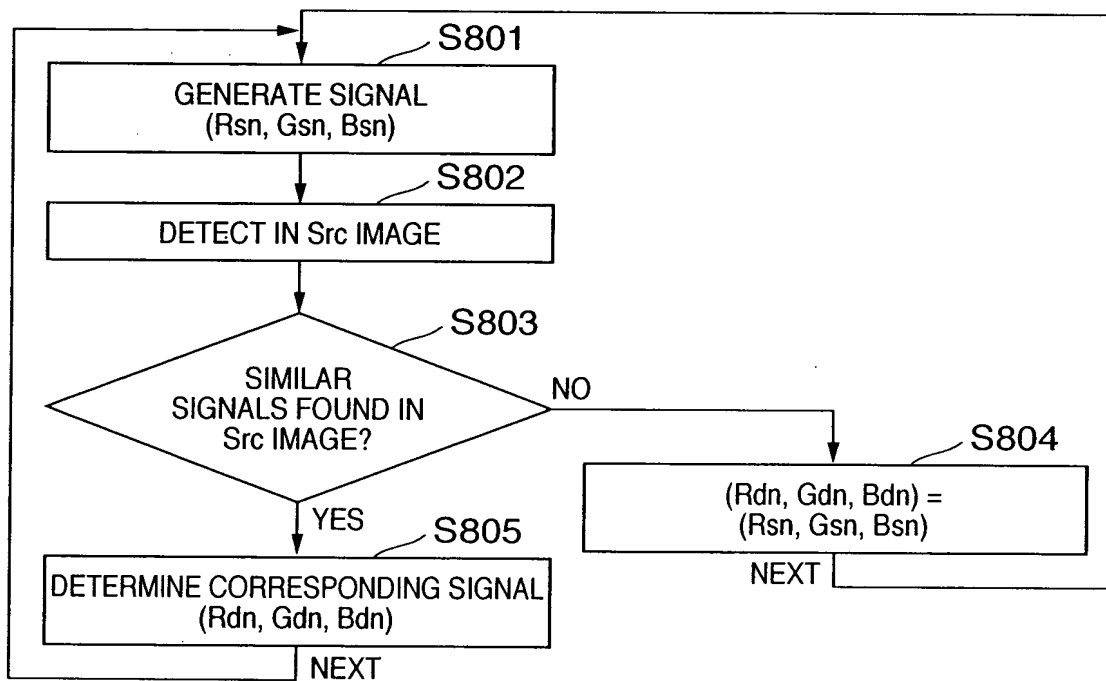 S801
GENERATE SIGNAL
(Rsn, Gsn, Bsn)
S802
DETECT IN Src IMAGE
S803
SIMILAR
SIGNALS FOUND IN
Src IMAGE?
NO
YES
S804
(Rdn, Gdn, Bdn) =
(Rsn, Gsn, Bsn)
NEXT
S805
DETERMINE CORRESPONDING SIGNAL
(Rdn, Gdn, Bdn)
NEXT